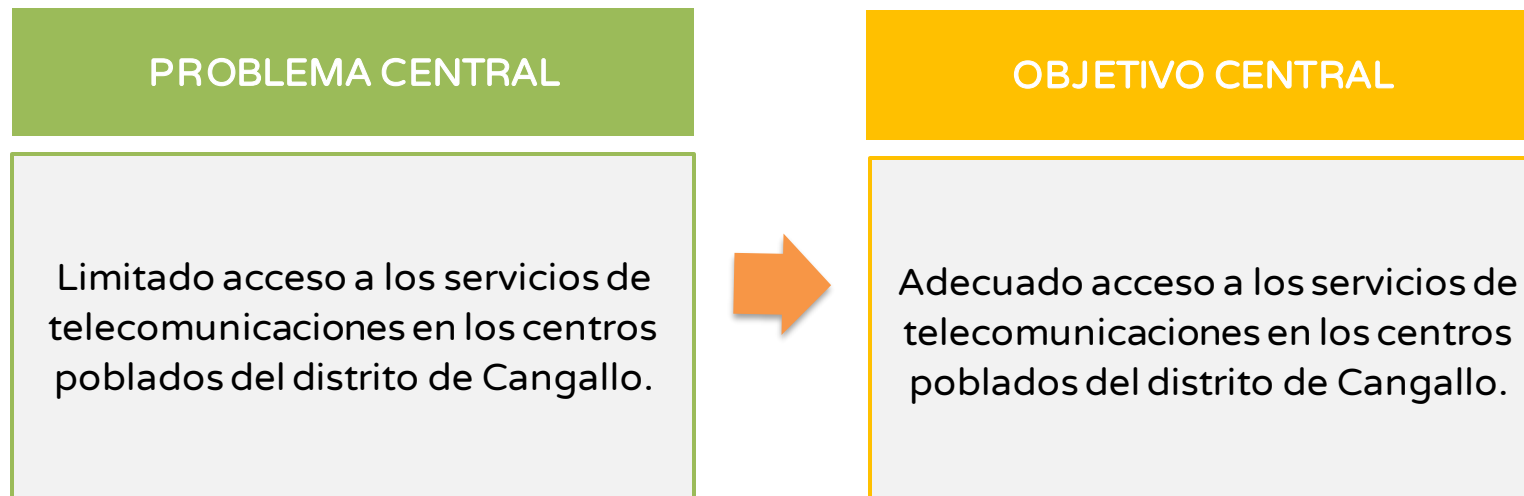 PROBLEMA CENTRAL
Limitado acceso a los servicios de
telecomunicaciones en los centros
poblados del distrito de Cangallo.
OBJETIVO CENTRAL
Adecuado acceso a los servicios de
telecomunicaciones en los centros
poblados del distrito de Cangallo.